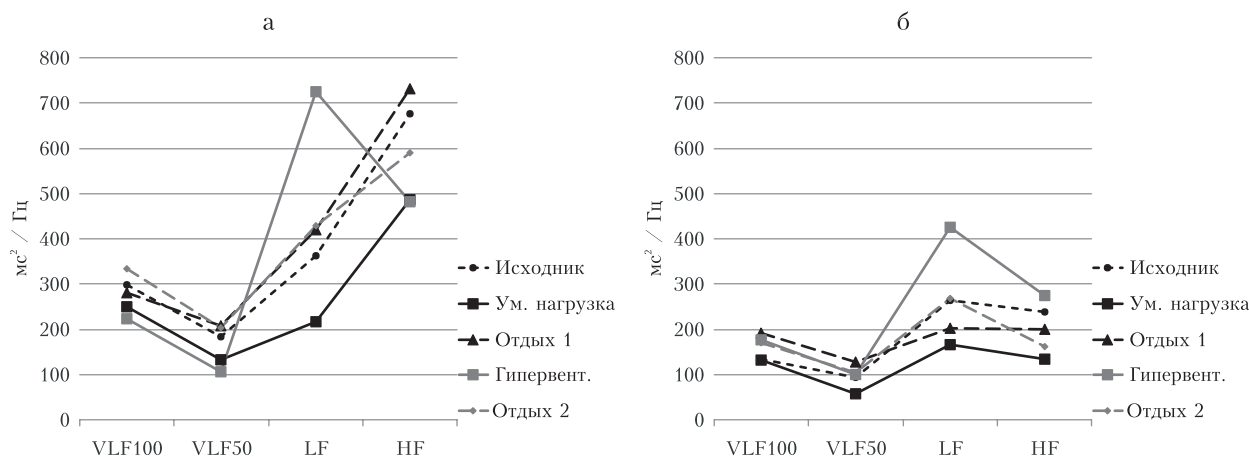 а
800
700
600
500
400
300
200
100
0
мс² / Гц
VLF100 VLF50 LF HF
Исходник
Ум. нагрузка
Отдых 1
Гипервент.
Отдых 2
б
800
700
600
500
400
300
200
100
0
мс² / Гц
VLF100 VLF50 LF HF
Исходник
Ум. нагрузка
Отдых 1
Гипервент.
Отдых 2